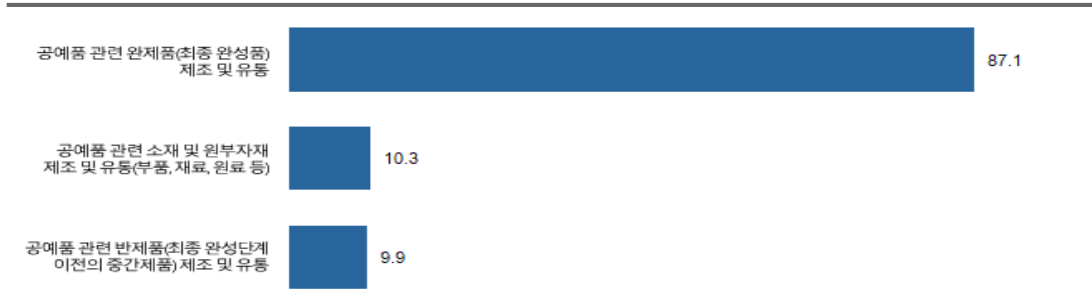 공예품 관련 완제품(최종 완성품)
제조 및 유통
87.1
공예품 관련 소재 및 원부자재
제조 및 유통(부품, 재료, 원료 등)
10.3
공예품 관련 반제품(최종 완성단계
이전의 중간제품) 제조 및 유통
9.9